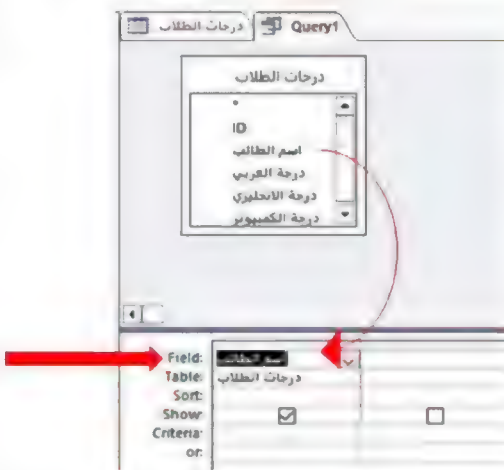 درجات الطلاب Query1
درجات الطلاب
*
ID
اسم الطالب
درجة العربي
درجة الانجليزي
درجة الكمبيوتر
Field: اسم الطالب
Table: درجات الطلاب
Sort:
Show:
Criteria:
or: